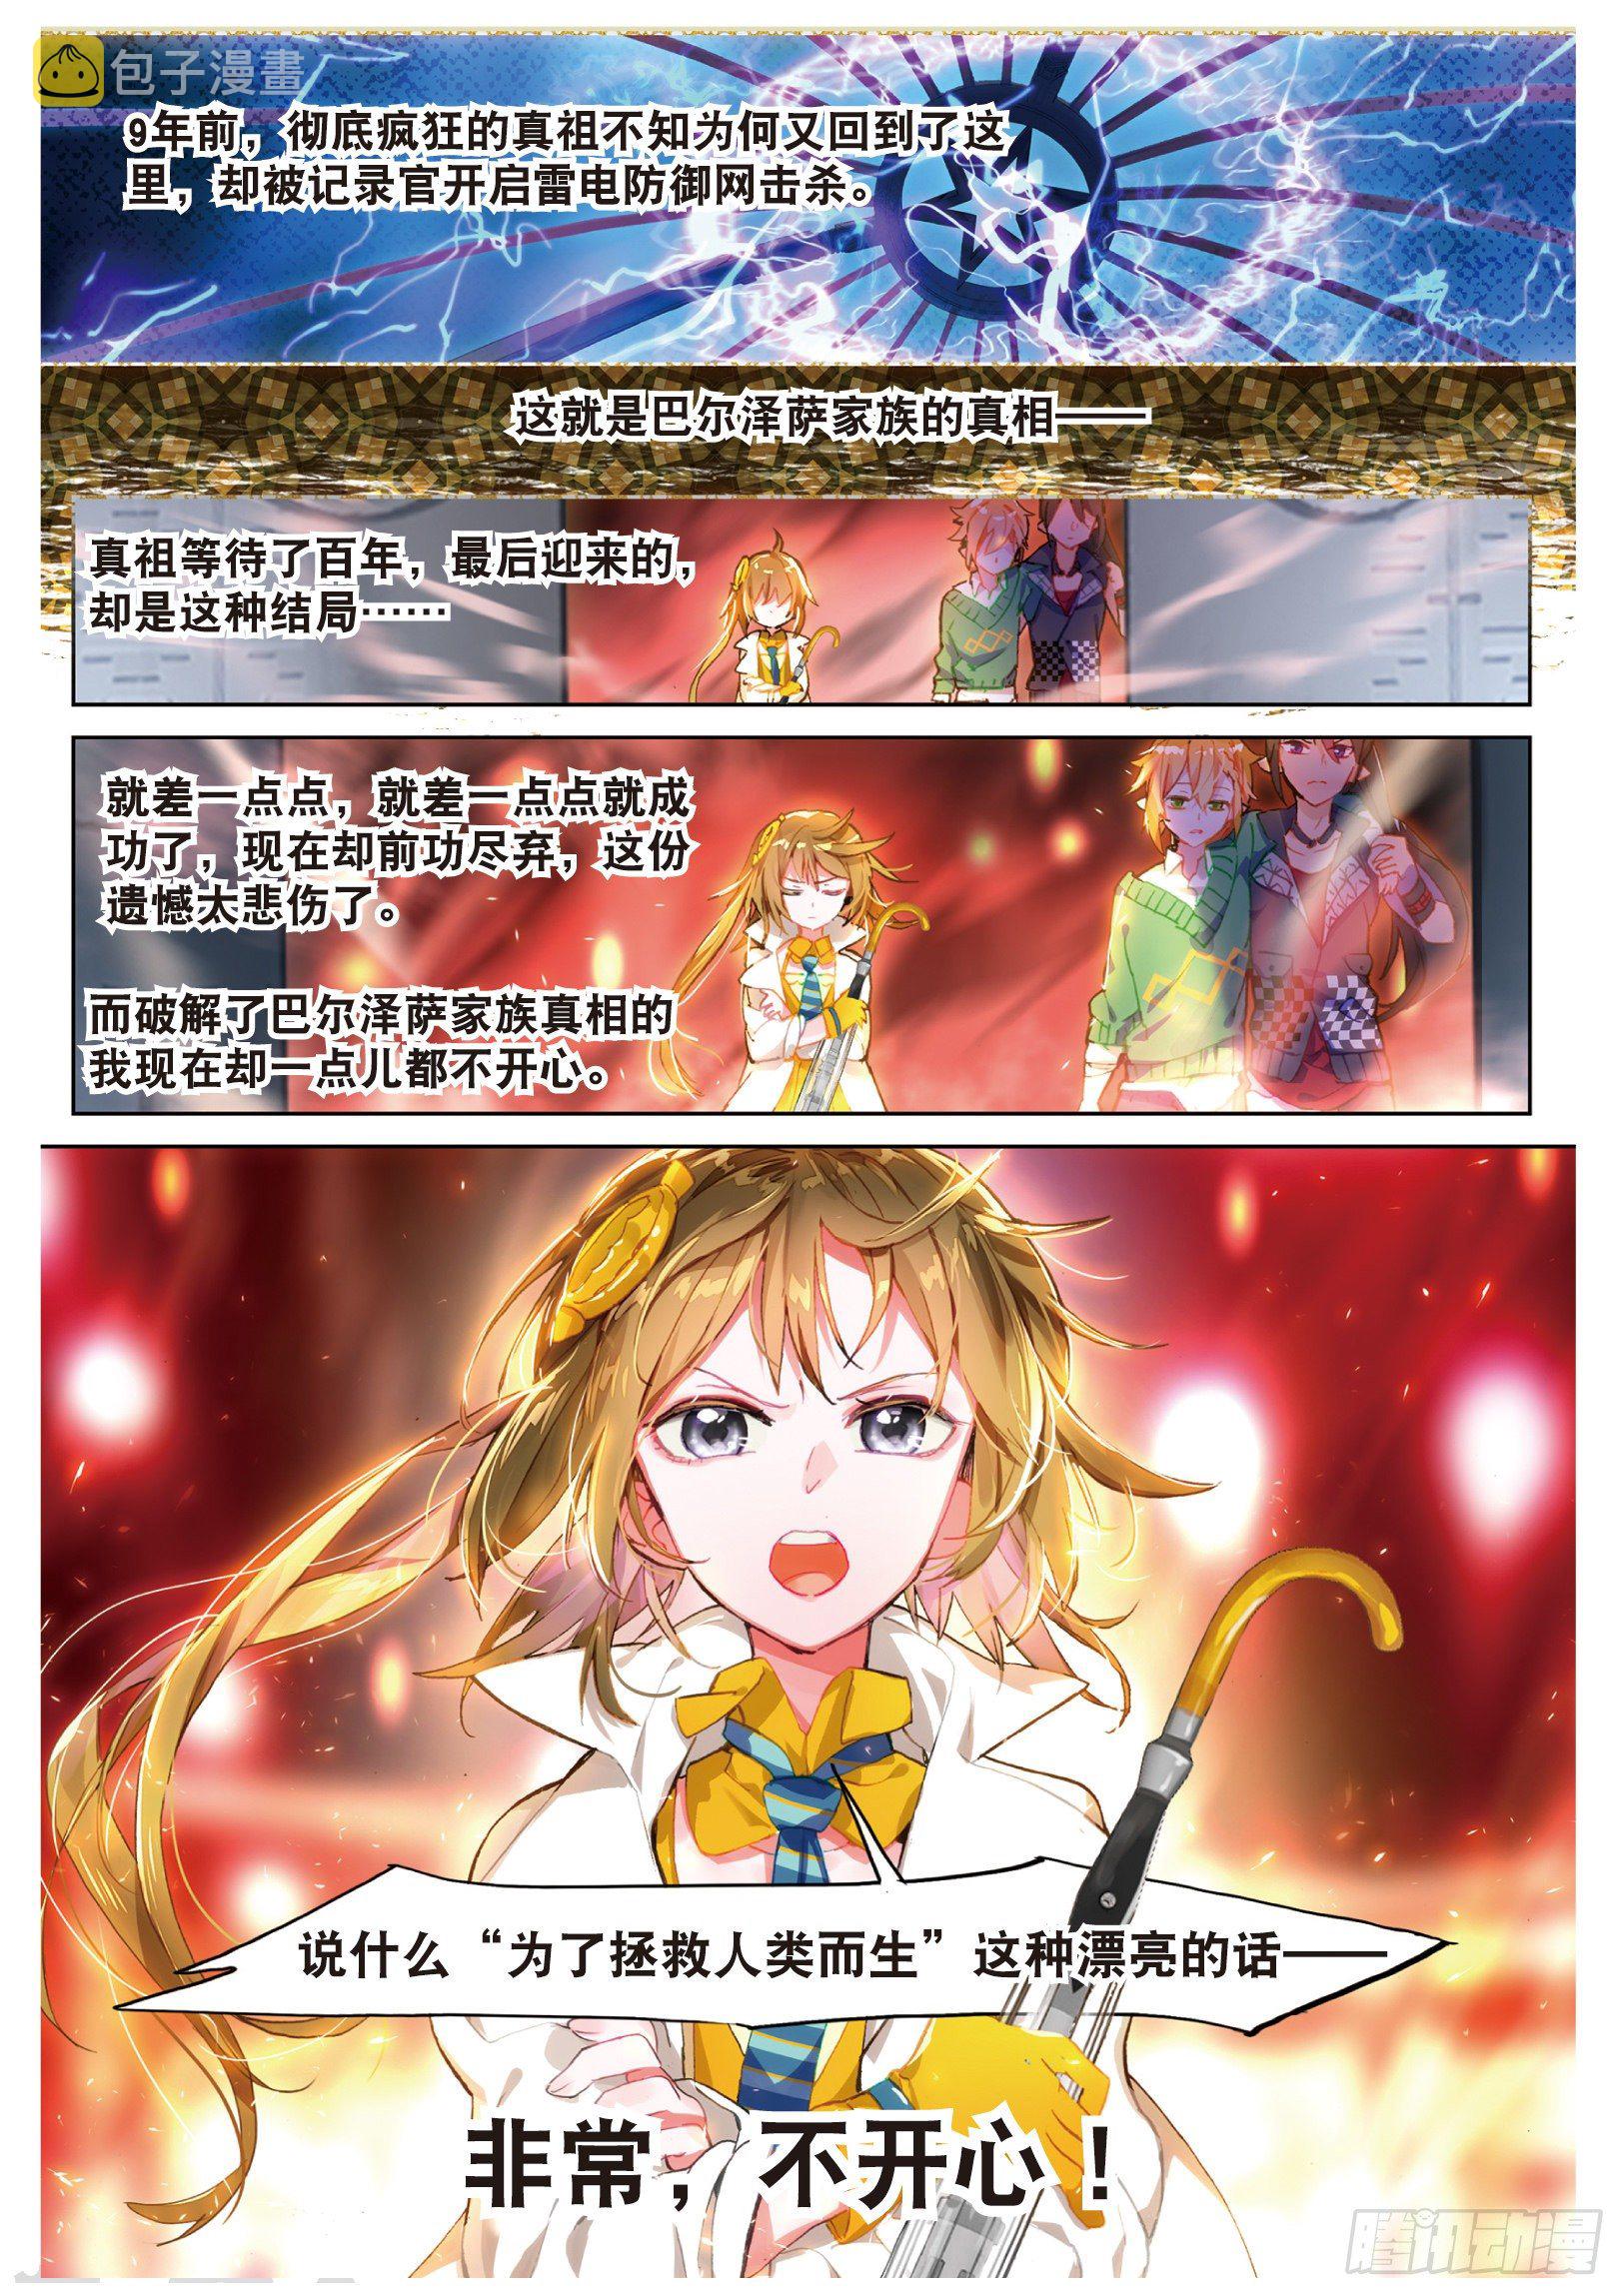 包子漫畫
9年前，彻底疯狂的真祖不知为何又回到了这
里，却被记录官开启雷电防御网击杀。
这就是巴尔泽萨家族的真相——
真祖等待了百年，最后迎来的，
却是这种结局……
就差一点点，就差一点点就成
功了，现在却前功尽弃，这份
遗憾太悲伤了。
而破解了巴尔泽萨家族真相的
我现在却一点儿都不开心。
说什么“为了拯救人类而生”这种漂亮的话——
非常，不开心！
腾讯动漫